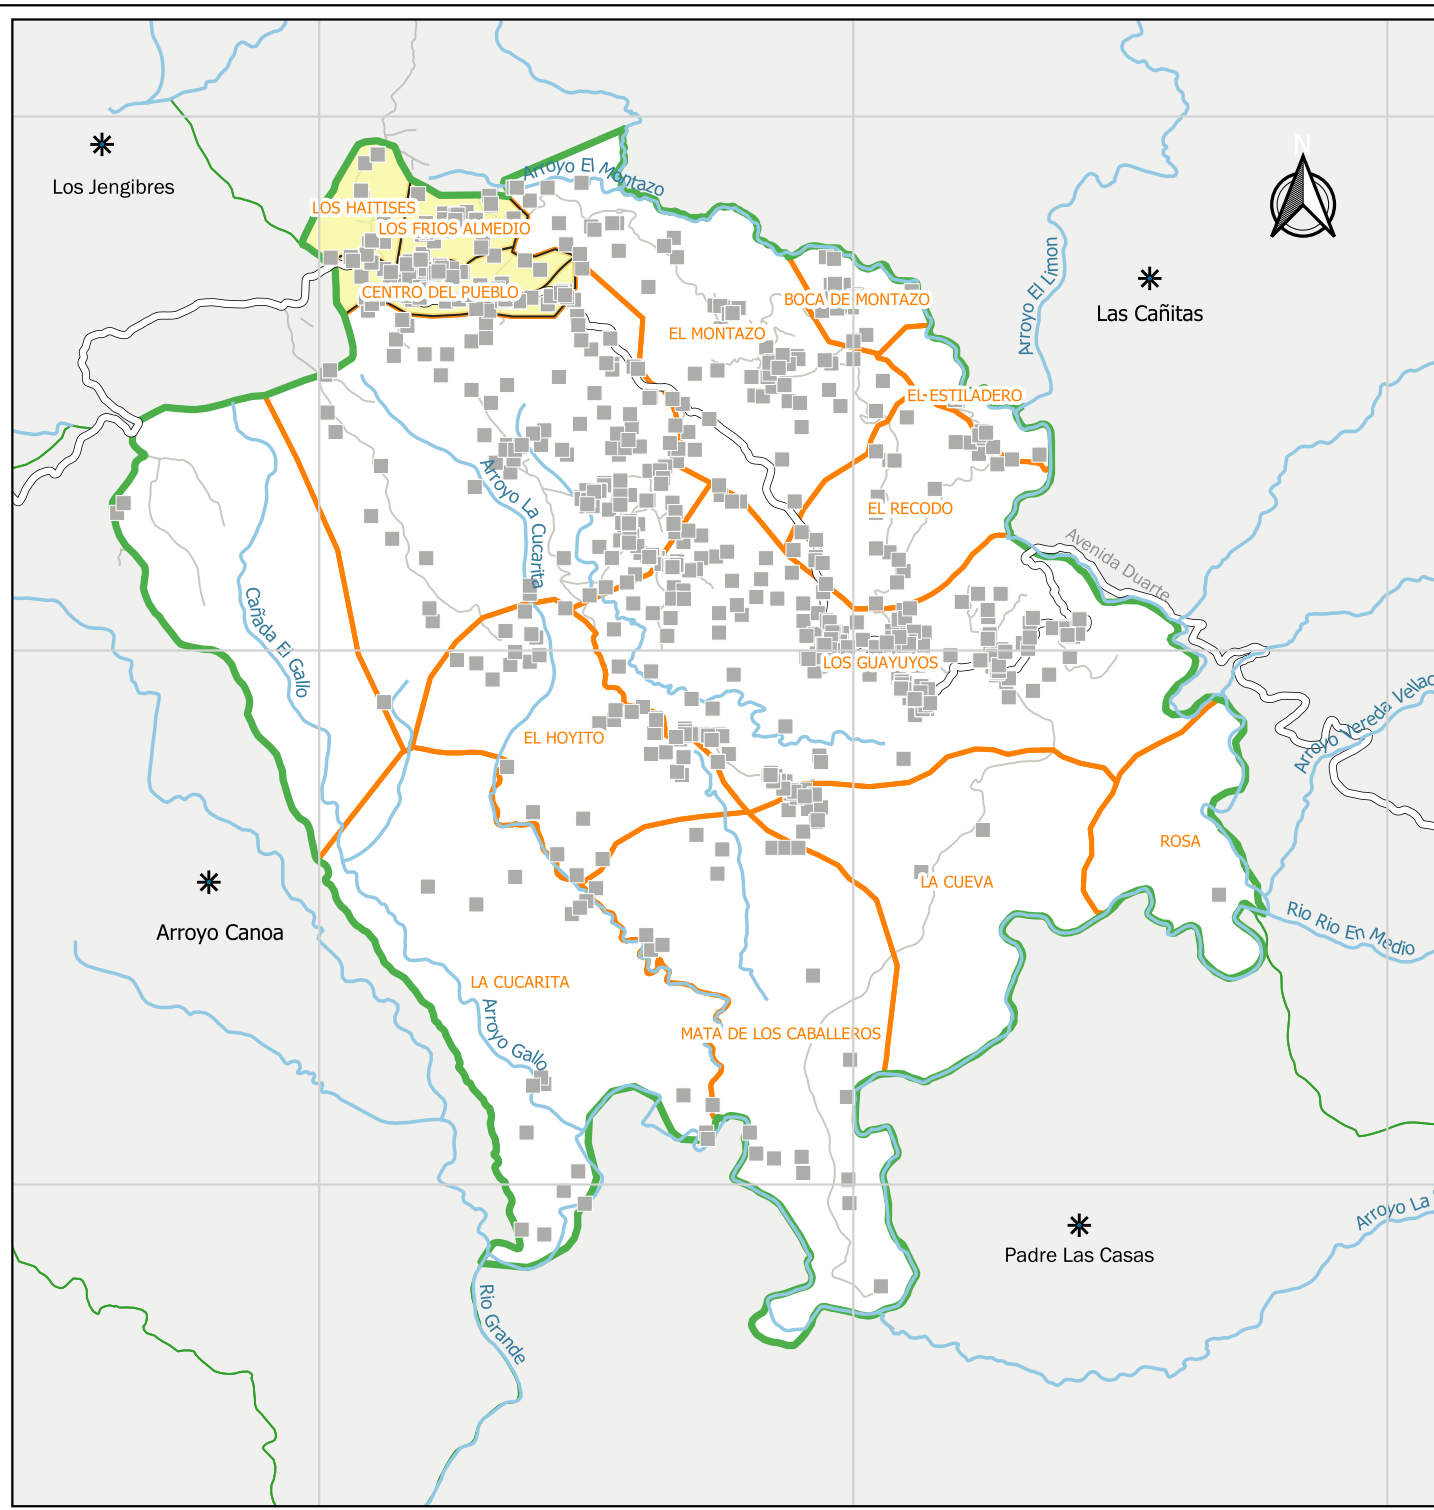 N
Arroyo El Montazo
Los Jengibres
LOS HAITISES
LOS FRIOS ALMEDIO
Arroyo El Limon
CENTRO DEL PUEBLO
BOCA DE MONTAZO
Las Cañitas
EL MONTAZO
EL ESTILADERO
Arroyo La Cucarita
EL RECODO
Avenida Duarte
Cañada El Gallo
LOS GUAYUYOS
Arroyo Vereda Vellac
EL HOYITO
ROSA
LA CUEVA
Arroyo Canoa
Rio Rio En Medio
LA CUCARITA
Arroyo Gallo
MATA DE LOS CABALLEROS
Arroyo La
Padre Las Casas
Rio Grande